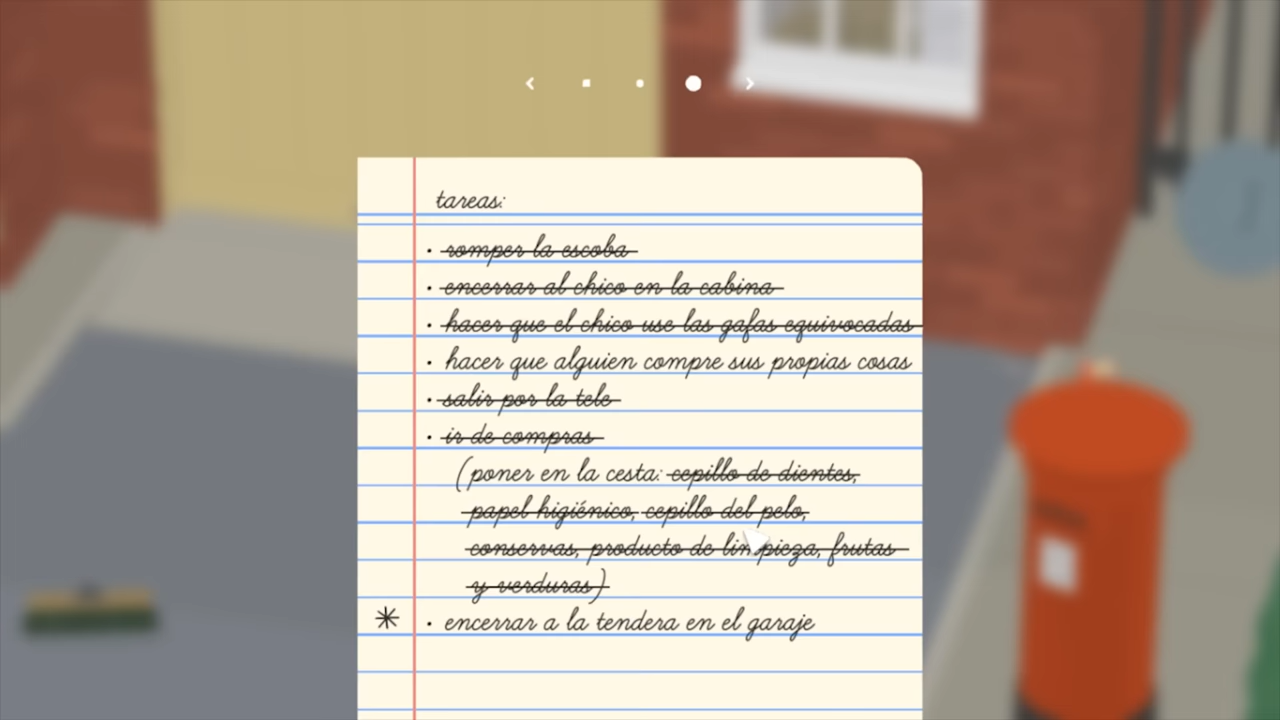 tareas:
· romper la escoba
· encerrar al chico en la cabina
· hacer que el chico use las gafas equivocadas
· hacer que alguien compre sus propias cosas
· salir por la tele
· ir de compras
(poner en la cesta: cepillo de dientes,
papel higiénico, cepillo del pelo,
conservas, producto de limpieza, frutas
y verduras)
* · encerrar a la tendera en el garaje